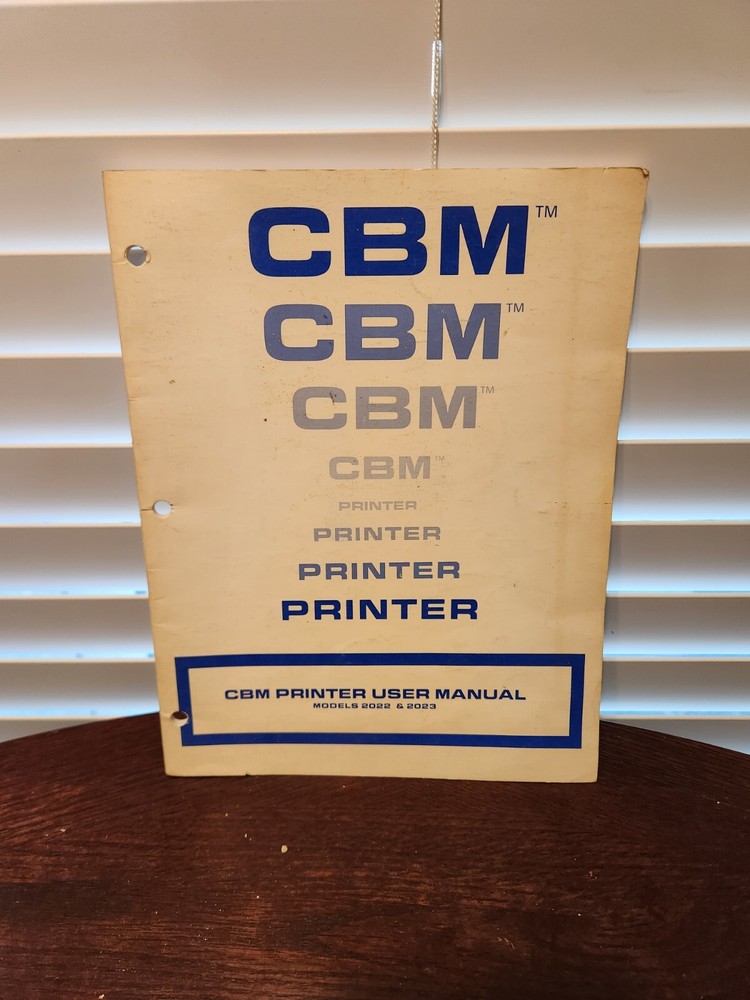 CBM™
CBM™
CBM™
CBM™
PRINTER
PRINTER
PRINTER
PRINTER
CBM PRINTER USER MANUAL
MODELS 2022 & 2023